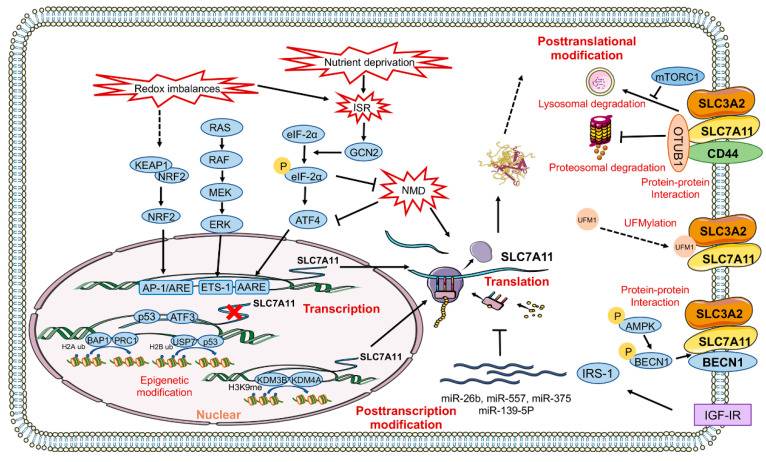 Nutrient deprivation
Redox imbalances
ISR
RAS
RAF
MEK
ERK
KEAP1
NRF2
NRF2
eIF-2α
GCN2
P
eIF-2α
ATF4
NMD
Posttranslational
modification
mTORC1
Lysosomal degradation
Proteosomal degradation
OTUB1
SLC3A2
SLC7A11
CD44
Protein-protein
Interaction
UFM1
UFMylation
UFM1
SLC3A2
SLC7A11
Protein-protein
Interaction
P
AMPK
P
BECN1
SLC3A2
SLC7A11
BECN1
IRS-1
IGF-IR
SLC7A11
AP-1/ARE
ETS-1
AARE
SLC7A11
Transcription
p53
ATF3
H2A ub
BAP1
PRC1
H2B ub
USP7
p53
Epigenetic
modification
SLC7A11
H3K9me
KDM3B
KDM4A
Nuclear
SLC7A11
Translation
miR-26b, miR-557, miR-375
miR-139-5P
Posttranscription
modification